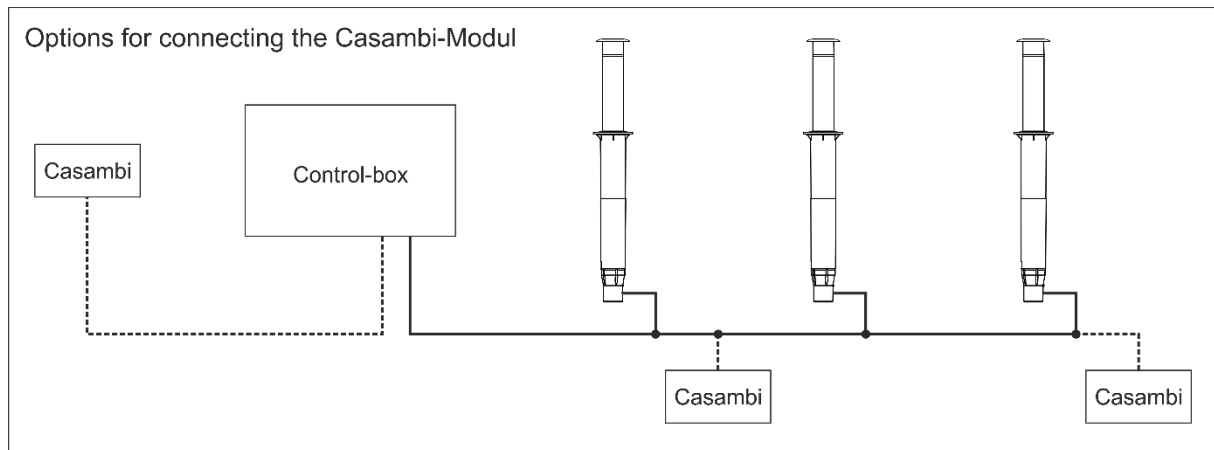 Options for connecting the Casambi-Modul
Casambi
Control-box
Casambi
Casambi